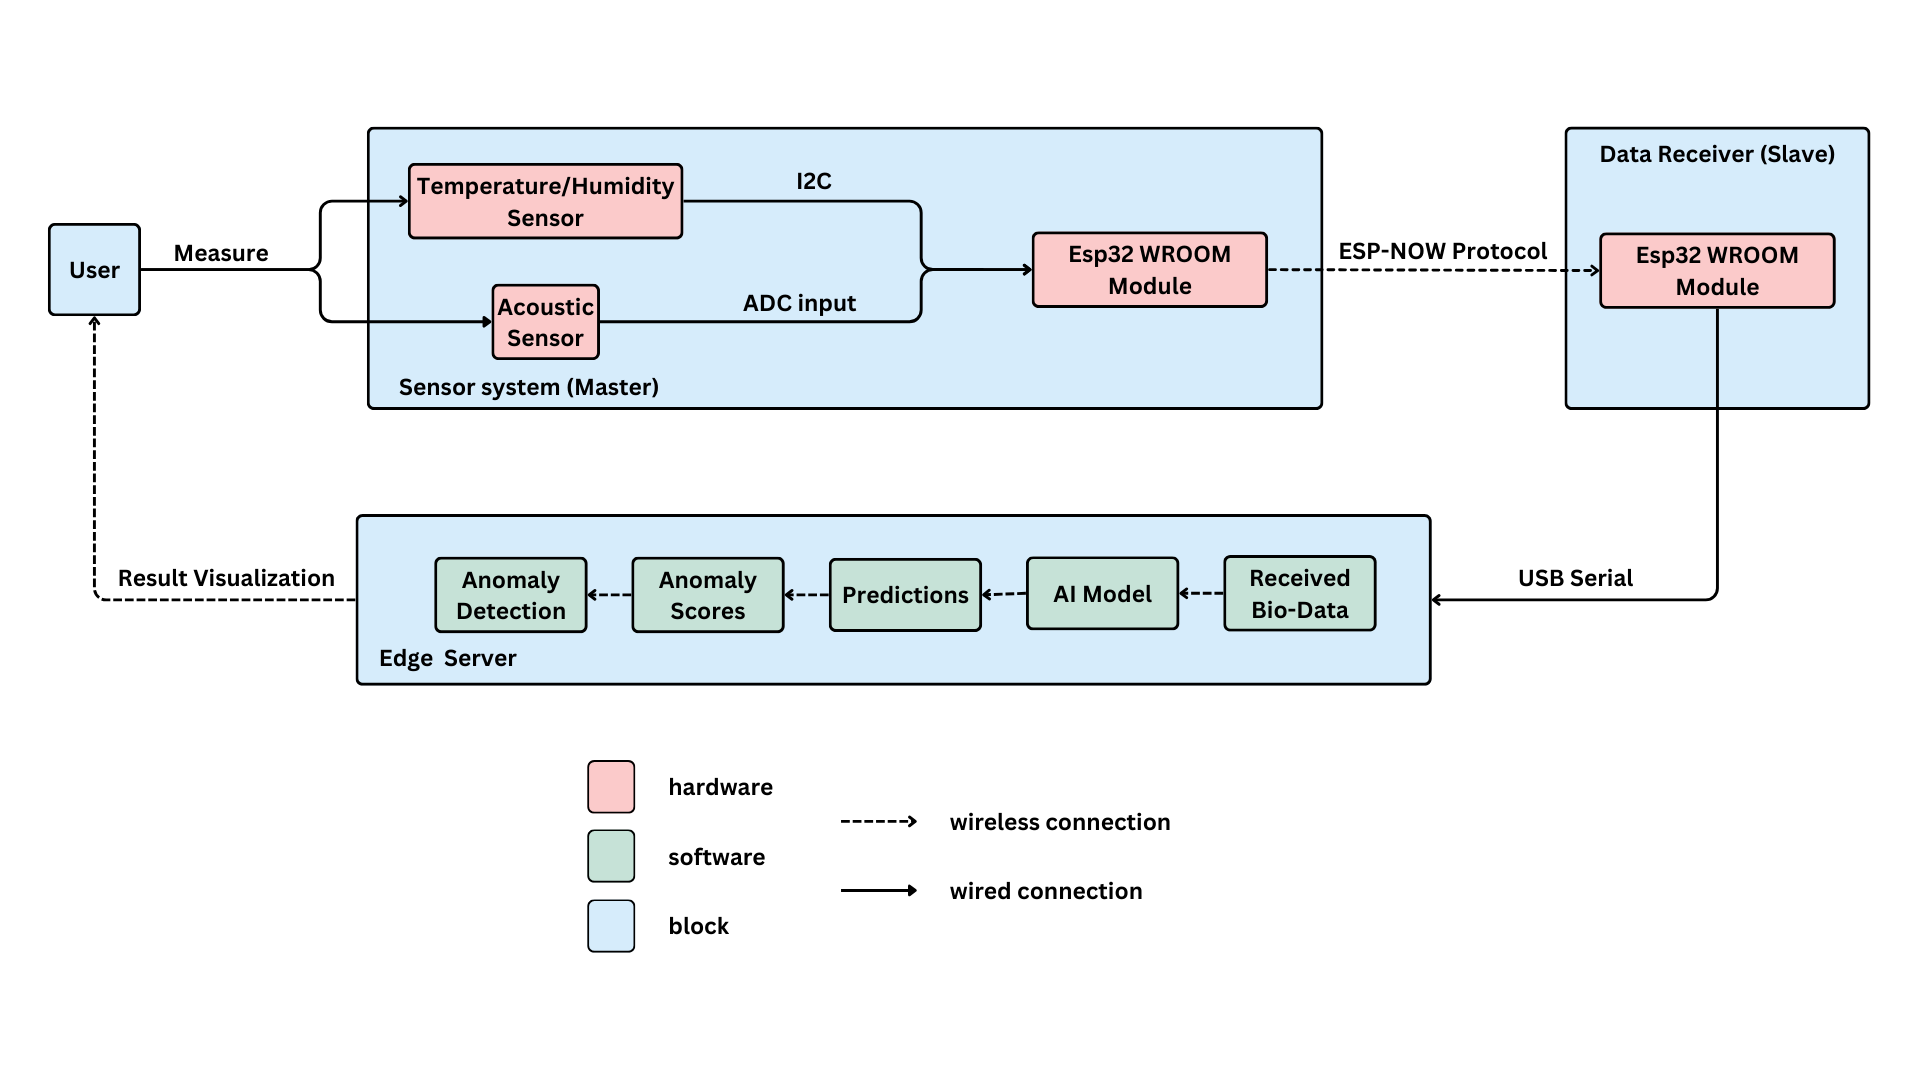 Data Receiver (Slave)
Temperature/Humidity
Sensor
I2C
User
Measure
Esp32 WROOM
Module
ESP-NOW Protocol
Esp32 WROOM
Module
Acoustic
Sensor
ADC input
Sensor system (Master)
Result Visualization
Anomaly
Detection
Anomaly
Scores
Predictions
AI Model
Received
Bio-Data
USB Serial
Edge Server
hardware
software
block
wireless connection
wired connection